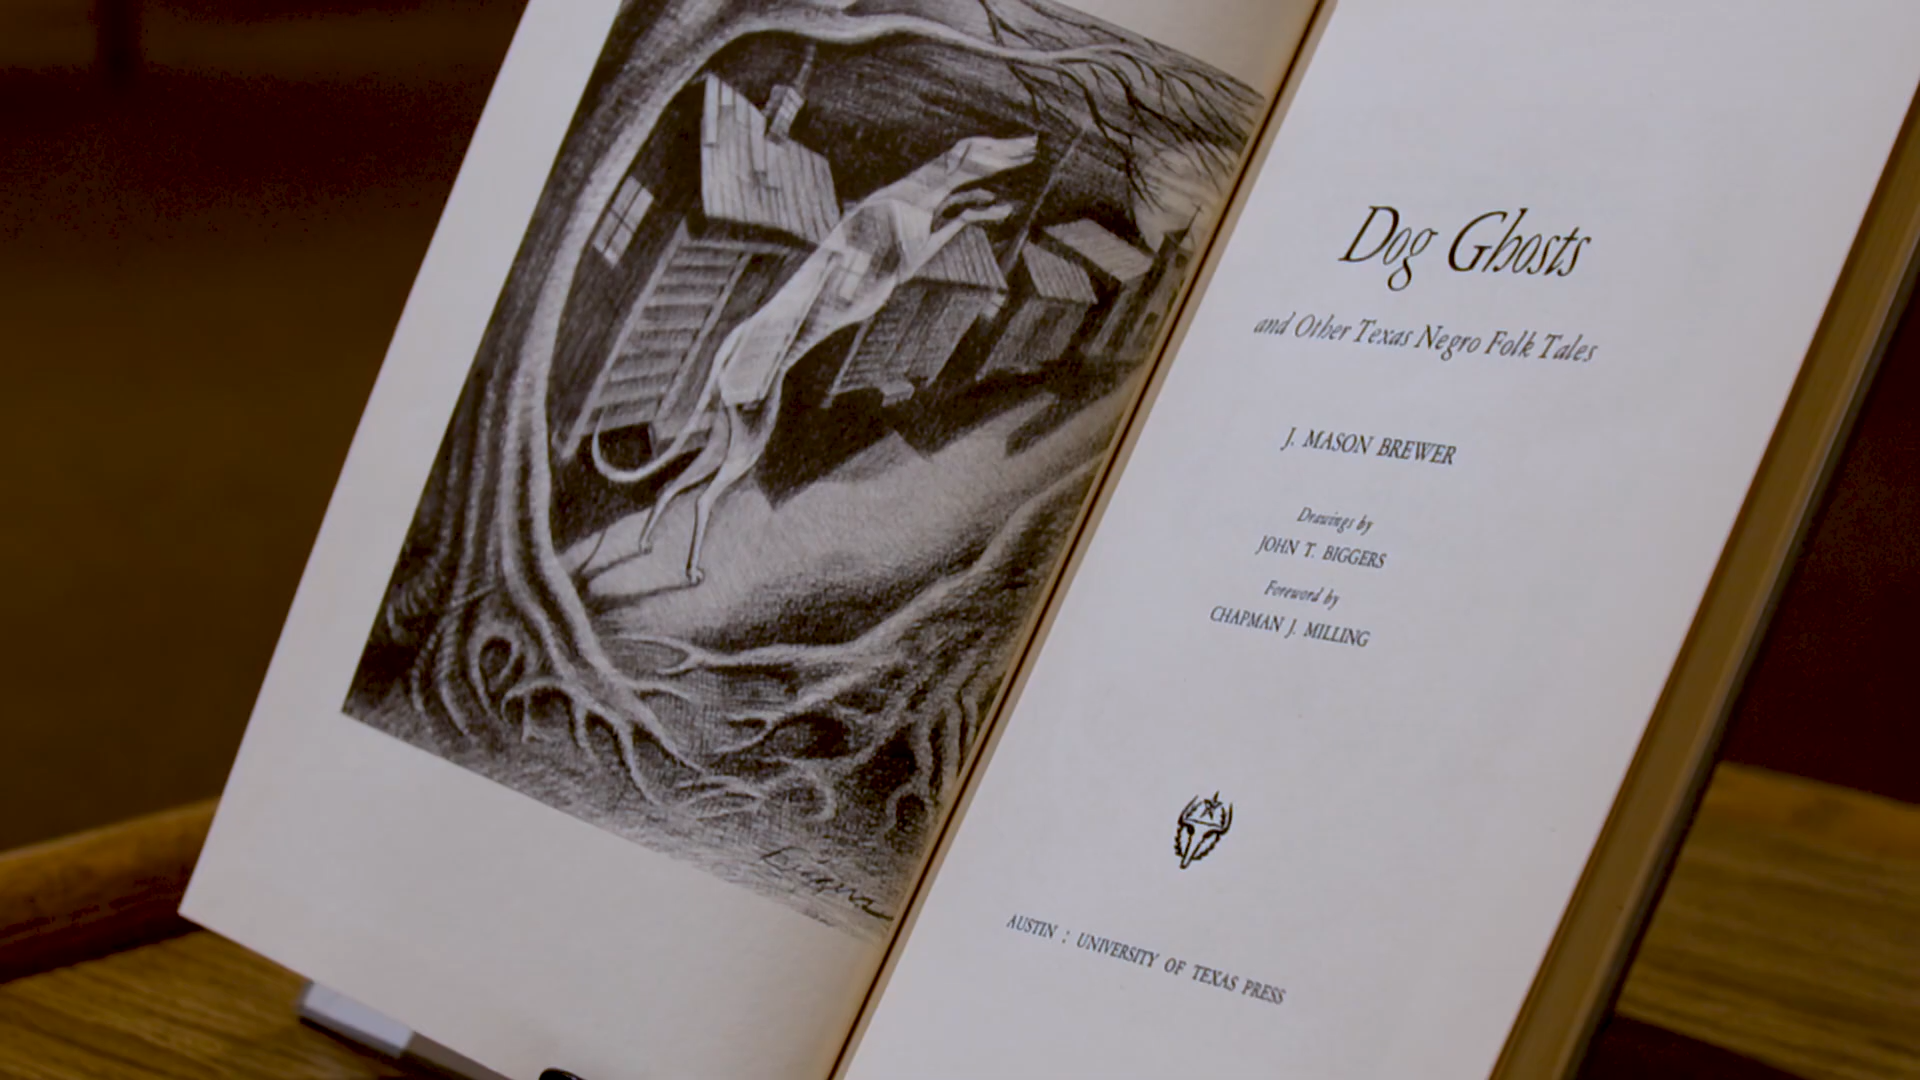 Biggers
Dog Ghosts
and Other Texas Negro Folk Tales
J. MASON BREWER
Drawings by
JOHN T. BIGGERS
Foreword by
CHAPMAN J. MILLING
AUSTIN : UNIVERSITY OF TEXAS PRESS